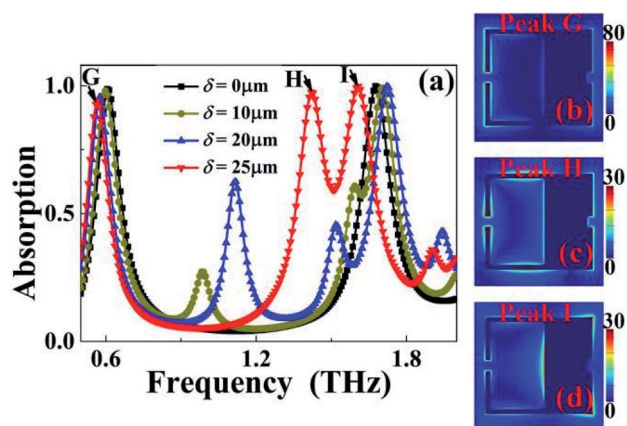 G
H
I
(a)
δ = 0μm
δ = 10μm
δ = 20μm
δ = 25μm
1.0
0.5
0.0
0.6
1.2
1.8
Absorption
Frequency (THz)
Peak G
80
0
(b)
Peak H
30
0
(c)
Peak I
30
0
(d)